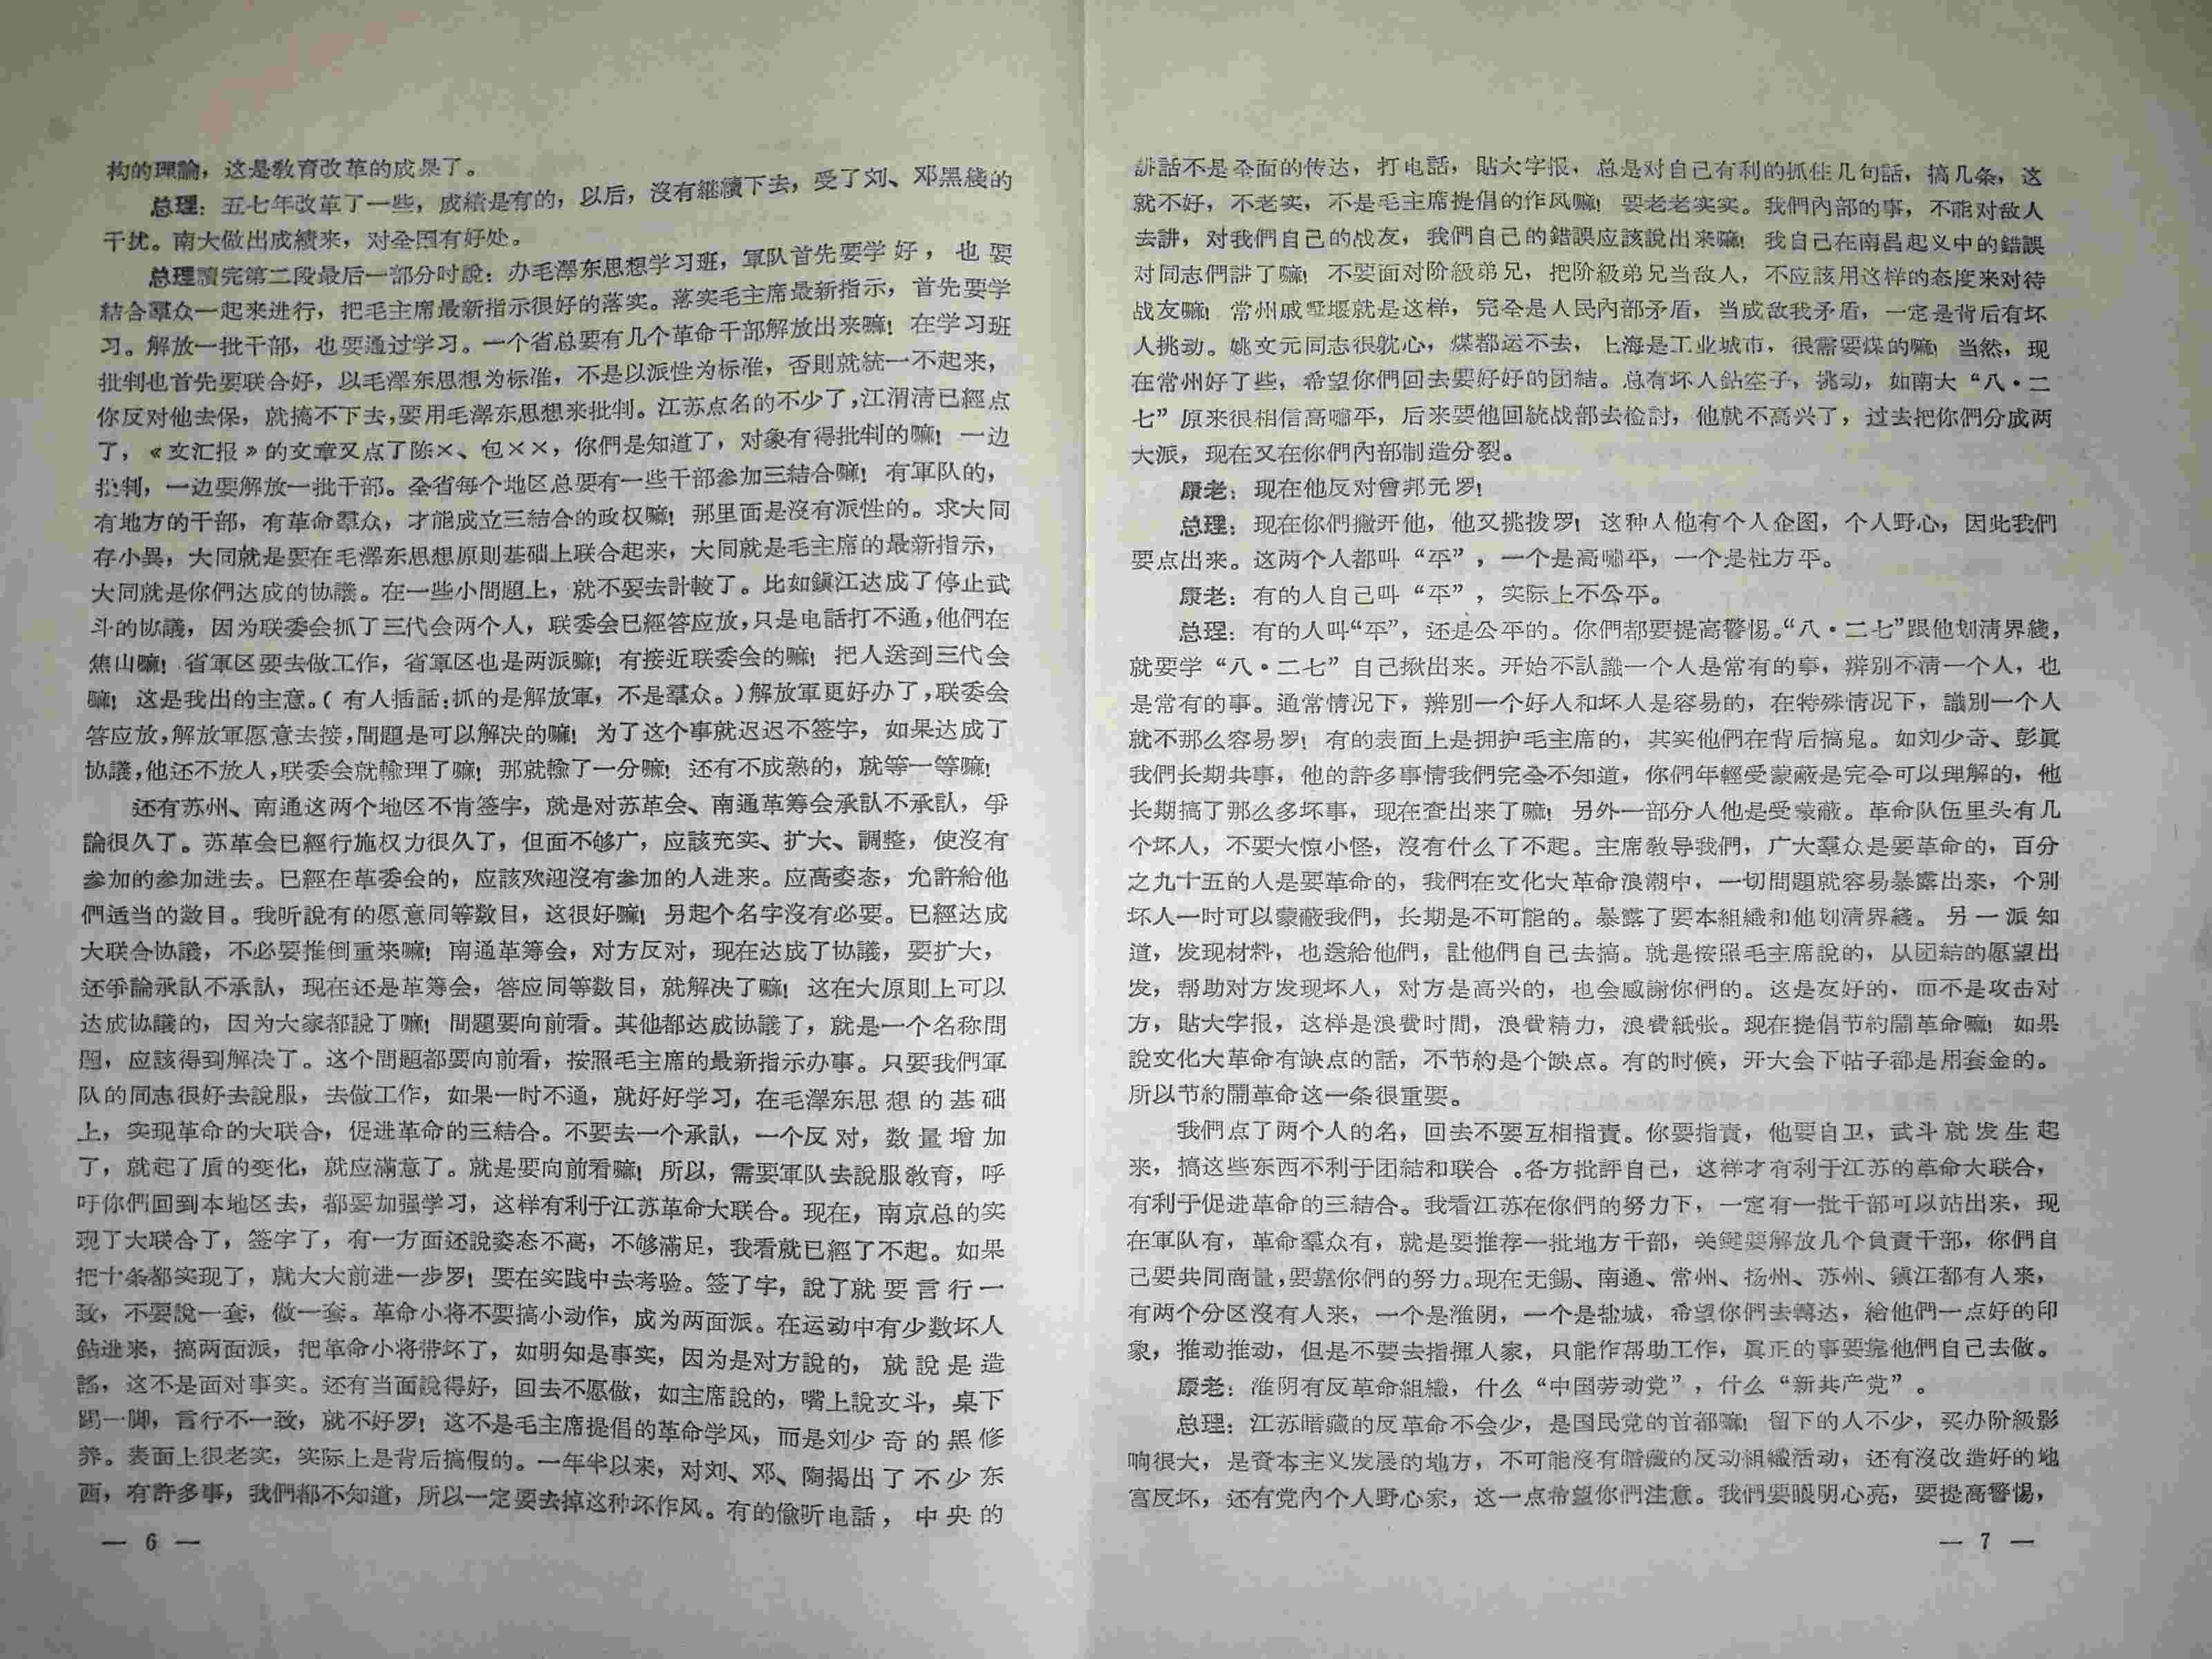 构的理論，这是教育改革的成果了。
总理：五七年改革了一些，成績是有的，以后，沒有継續下去，受了刘、邓黑綫的
干扰。南大做出成績来，对全国有好处。
总理讀完第二段最后一部分时說：办毛澤东思想学习班，軍队首先要学好，也要
結合羣众一起来进行，把毛主席最新指示很好的落实。落实毛主席最新指示，首先要学
习。解放一批干部，也要通过学习。一个省总要有几个革命干部解放出来嘛！在学习班
批判也首先要联合好，以毛澤东思想为标准，不是以派性为标准，否則就統一不起来，
你反对他去保，就搞不下去，要用毛澤东思想来批判。江苏点名的不少了，江渭清已經点
了，《文汇报》的文章又点了陈×、包××，你們是知道了，对象有得批判的嘛！一边
批判，一边要解放一批干部。全省每个地区总要有一些干部参加三結合嘛！有軍队的，
有地方的干部，有革命羣众，才能成立三結合的政权嘛！那里面是沒有派性的。求大同
存小異，大同就是要在毛澤东思想原則基础上联合起来，大同就是毛主席的最新指示，
大同就是你們达成的协議。在一些小問題上，就不要去計較了。比如鎭江达成了停止武
斗的协議，因为联委会抓了三代会两个人，联委会已經答应放，只是电話打不通，他們在
焦山嘛！省軍区要去做工作，省軍区也是两派嘛！有接近联委会的嘛！把人送到三代会
嘛！这是我出的主意。（有人插話：抓的是解放軍，不是羣众。）解放軍更好办了，联委会
答应放，解放軍愿意去接，問題是可以解决的嘛！为了这个事就迟迟不签字，如果达成了
协議，他还不放人，联委会就輸理了嘛！那就輸了一分嘛！还有不成熟的，就等一等嘛！
还有苏州、南通这两个地区不肯签字，就是对苏革会、南通革筹会承訒不承訒，爭
論很久了。苏革会已經行施权力很久了，但面不够广，应該充实、扩大、調整，使沒有
参加的参加进去。已經在革委会的，应該欢迎沒有参加的人进来。应高姿态，允許給他
們适当的数目。我听說有的愿意同等数目，这很好嘛！另起个名字沒有必要。已經达成
大联合协議，不必要推倒重来嘛！南通革筹会，对方反对，现在达成了协議，要扩大，
还爭論承訒不承訒，现在还是革筹会，答应同等数目，就解决了嘛！这在大原則上可以
达成协議的，因为大家都說了嘛！問題要向前看。其他都达成协議了，就是一个名称問
題，应該得到解决了。这个問題都要向前看，按照毛主席的最新指示办事。只要我們軍
队的同志很好去說服，去做工作，如果一时不通，就好好学习，在毛澤东思想的基础
上，实现革命的大联合，促进革命的三結合。不要去一个承訒，一个反对，数量增加
了，就起了质的变化，就应滿意了。就是要向前看嘛！所以，需要軍队去說服教育，呼
吁你們回到本地区去，都要加强学习，这样有利于江苏革命大联合。现在，南京总的实
现了大联合了，签字了，有一方面还說姿态不高，不够滿足，我看就已經了不起。如果
把十条都实现了，就大大前进一步罗！要在实践中去考验。签了字，說了就要言行一
致，不要說一套，做一套。革命小将不要搞小动作，成为两面派。在运动中有少数坏人
鉆进来，搞两面派，把革命小将带坏了，如明知是事实，因为是对方說的，就說是造
謠，这不是面对事实。还有当面說得好，回去不愿做，如主席說的，嘴上說文斗，桌下
踢一脚，言行不一致，就不好罗！这不是毛主席提倡的革命学风，而是刘少奇的黑修
养。表面上很老实，实际上是背后搞假的。一年半以来，对刘、邓、陶揭出了不少东
西，有許多事，我們都不知道，所以一定要去掉这种坏作风。有的偸听电話，中央的
— 6 —
讲話不是全面的传达，打电話，貼大字报，总是对自己有利的抓住几句話，搞几条，这
就不好，不老实，不是毛主席提倡的作风嘛！要老老实实。我們內部的事，不能对敌人
去讲，对我們自己的战友，我們自己的錯誤应該說出来嘛！我自己在南昌起义中的錯誤
对同志們讲了嘛！不要面对阶級弟兄，把阶級弟兄当敌人，不应該用这样的态度来对待
战友嘛！常州戚墅堰就是这样，完全是人民內部矛盾，当成敌我矛盾，一定是背后有坏
人挑动。姚文元同志很躭心，煤都运不去，上海是工业城市，很需要煤的嘛！当然，现
在常州好了些，希望你們回去要好好的团結。总有坏人鉆空子，挑动，如南大“八·二
七”原来很相信高嘯平，后来要他回統战部去检討，他就不高兴了，过去把你們分成两
大派，现在又在你們內部制造分裂。
康老：现在他反对曾邦元罗！
总理：现在你們撇开他，他又挑拨罗！这种人他有个人企图，个人野心，因此我們
要点出来。这两个人都叫“平”，一个是高嘯平，一个是杜方平。
康老：有的人自己叫“平”，实际上不公平。
总理：有的人叫“平”，还是公平的。你們都要提高警惕。“八·二七”跟他划清界綫，
就要学“八·二七”自己揪出来。开始不訒識一个人是常有的事，辨别不清一个人，也
是常有的事。通常情况下，辨别一个好人和坏人是容易的，在特殊情况下，識別一个人
就不那么容易罗！有的表面上是拥护毛主席的，其实他們在背后搞鬼。如刘少奇、彭眞
我們长期共事，他的許多事情我們完全不知道，你們年輕受蒙蔽是完全可以理解的，他
长期搞了那么多坏事，现在查出来了嘛！另外一部分人他是受蒙蔽。革命队伍里头有几
个坏人，不要大惊小怪，沒有什么了不起。主席教导我們，广大羣众是要革命的，百分
之九十五的人是要革命的，我們在文化大革命浪潮中，一切問題就容易暴露出来，个別
坏人一时可以蒙蔽我們，长期是不可能的。暴露了要本組織和他划清界綫。另一派知
道，发现材料，也送給他們，訁他們自己去搞。就是按照毛主席說的，从团結的愿望出
发，帮助对方发现坏人，对方是高兴的，也会感謝你們的。这是友好的，而不是攻击对
方，貼大字报，这样是浪費时間，浪費精力，浪費紙张。现在提倡节約鬧革命嘛！如果
說文化大革命有缺点的話，不节約是个缺点。有的时候，开大会下帖子都是用套金的。
所以节約鬧革命这一条很重要。
我們点了两个人的名，回去不要互相指責。你要指責，他要自卫，武斗就发生起
来，搞这些东西不利于团結和联合。各方批評自己，这样才有利于江苏的革命大联合，
有利于促进革命的三結合。我看江苏在你們的努力下，一定有一批干部可以站出来，现
在軍队有，革命羣众有，就是要推荐一批地方干部，关键要解放几个負責干部，你們自
己要共同商量，要靠你們的努力。现在无錫、南通、常州、扬州、苏州、鎭江都有人来，
有两个分区沒有人来，一个是淮阴，一个是盐城，希望你們去轉达，給他們一点好的印
象，推动推动，但是不要去指揮人家，只能作帮助工作，眞正的事要靠他們自己去做。
康老：淮阴有反革命組織，什么“中国劳动党”，什么“新共产党”。
总理：江苏暗藏的反革命不会少，是国民党的首都嘛！留下的人不少，买办阶級影
响很大，是資本主义发展的地方，不可能沒有暗藏的反动組織活动，还有沒改造好的地
富反坏，还有党內个人野心家，这一点希望你們注意。我們要眼明心亮，要提高警惕，
— 7 —